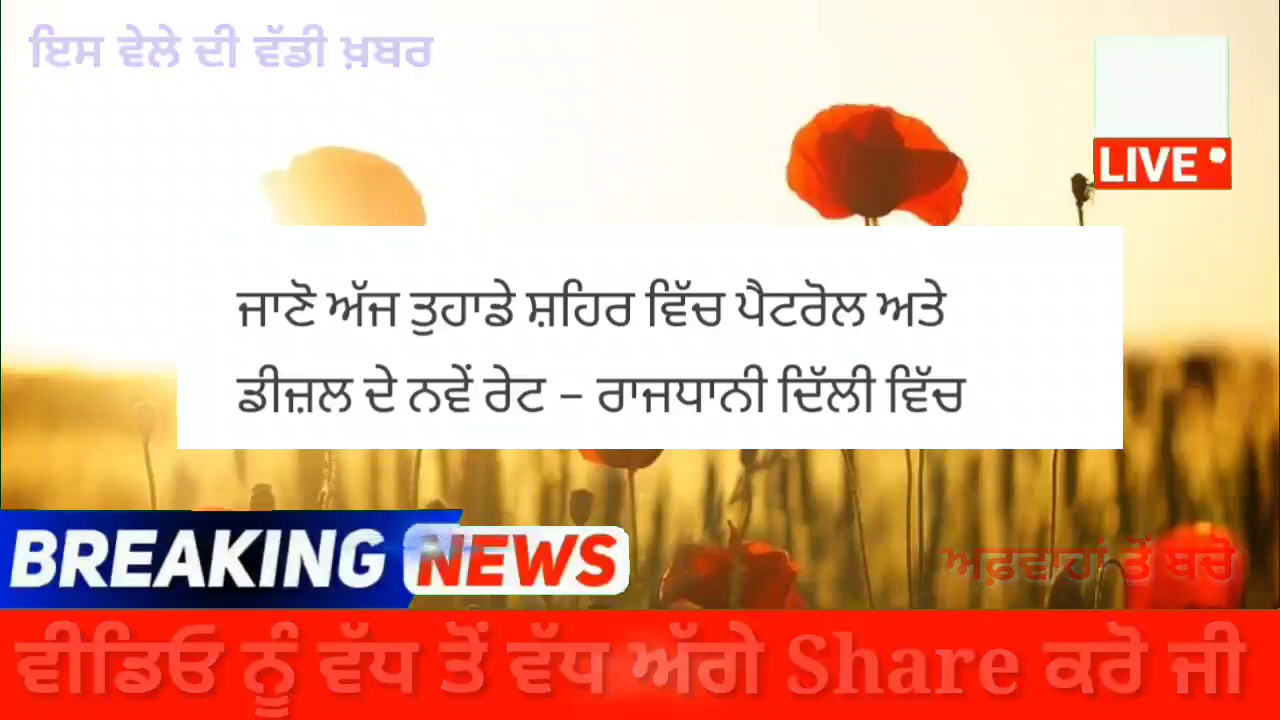 ਇਸ ਵੇਲੇ ਦੀ ਵੱਡੀ ਖ਼ਬਰ
LIVE
ਜਾਣੋ ਅੱਜ ਤੁਹਾਡੇ ਸ਼ਹਿਰ ਵਿੱਚ ਪੈਟਰੋਲ ਅਤੇ
ਡੀਜ਼ਲ ਦੇ ਨਵੇਂ ਰੇਟ – ਰਾਜਧਾਨੀ ਦਿੱਲੀ ਵਿੱਚ
BREAKING NEWS
ਅਫ਼ਵਾਹਾਂ ਤੋਂ ਬਚੋ
ਵੀਡਿਓ ਨੂੰ ਵੱਧ ਤੋਂ ਵੱਧ ਅੱਗੇ Share ਕਰੋ ਜੀ